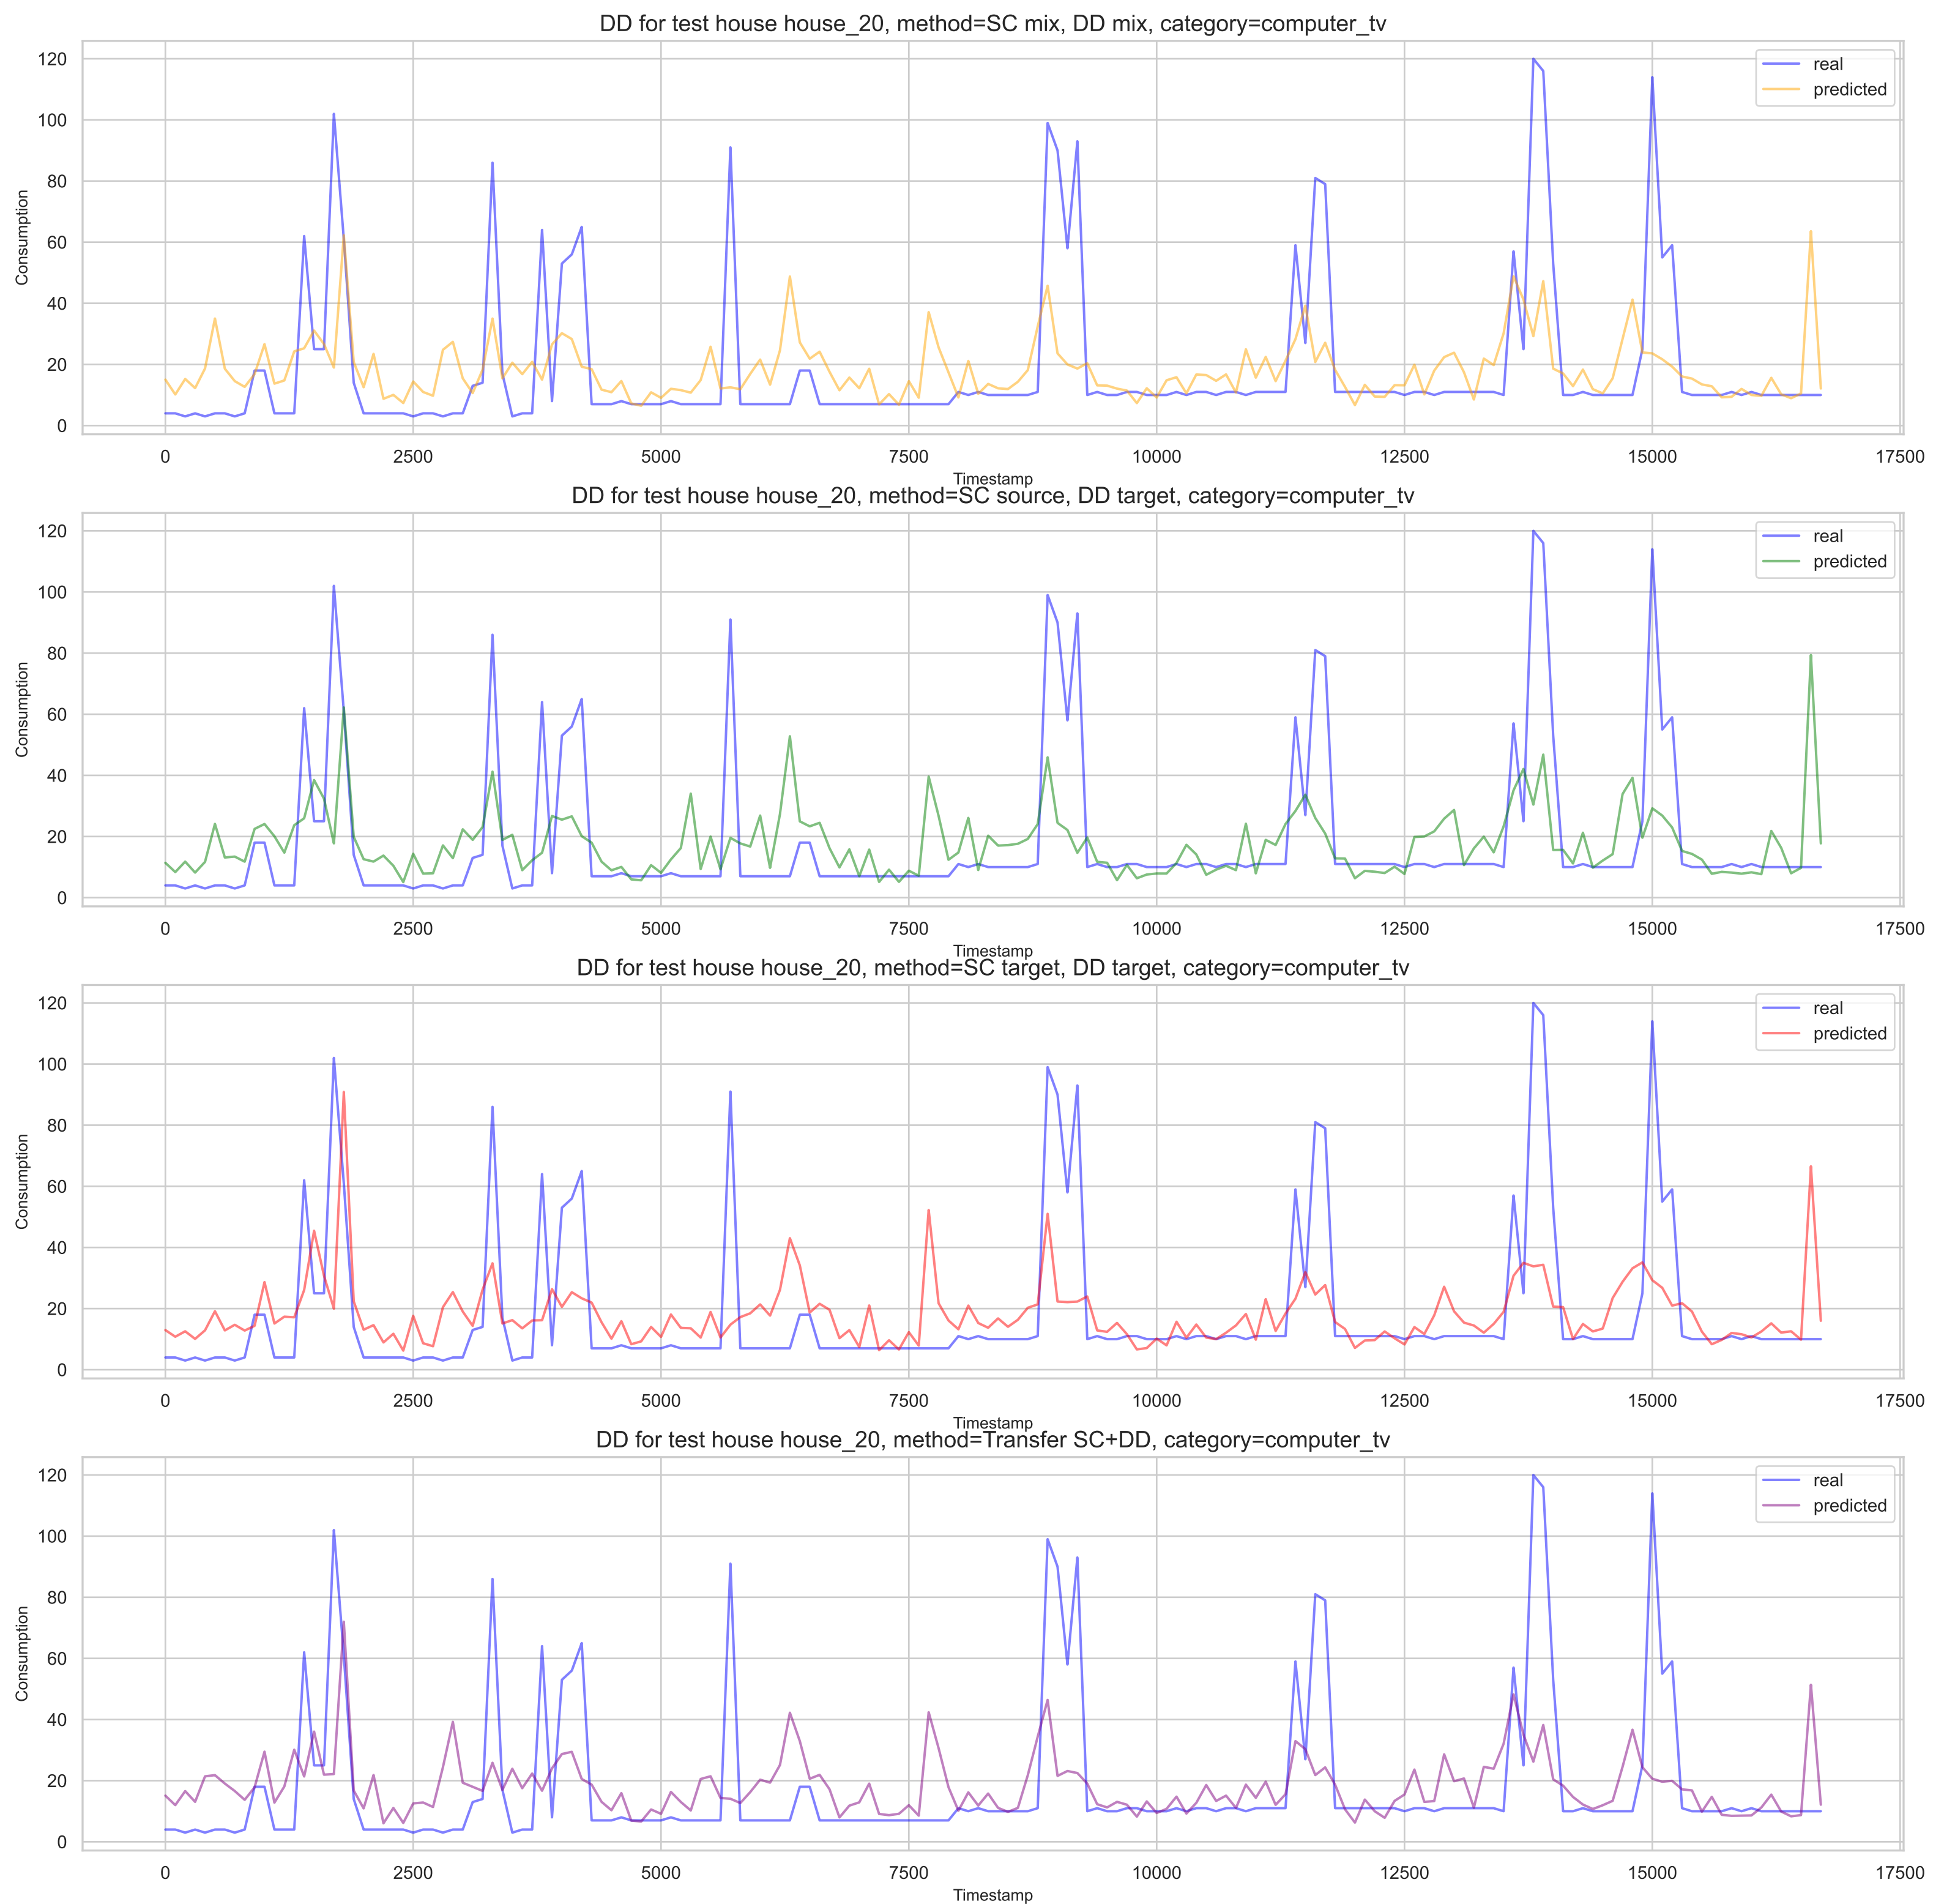 DD for test house house_20, method=SC mix, DD mix, category=computer_tv
120
100
80
60
40
20
0
Consumption
real
predicted
0 2500 5000 7500 10000 12500 15000 17500
Timestamp
DD for test house house_20, method=SC source, DD target, category=computer_tv
120
100
80
60
40
20
0
Consumption
real
predicted
0 2500 5000 7500 10000 12500 15000 17500
Timestamp
DD for test house house_20, method=SC target, DD target, category=computer_tv
120
100
80
60
40
20
0
Consumption
real
predicted
0 2500 5000 7500 10000 12500 15000 17500
Timestamp
DD for test house house_20, method=Transfer SC+DD, category=computer_tv
120
100
80
60
40
20
0
Consumption
real
predicted
0 2500 5000 7500 10000 12500 15000 17500
Timestamp